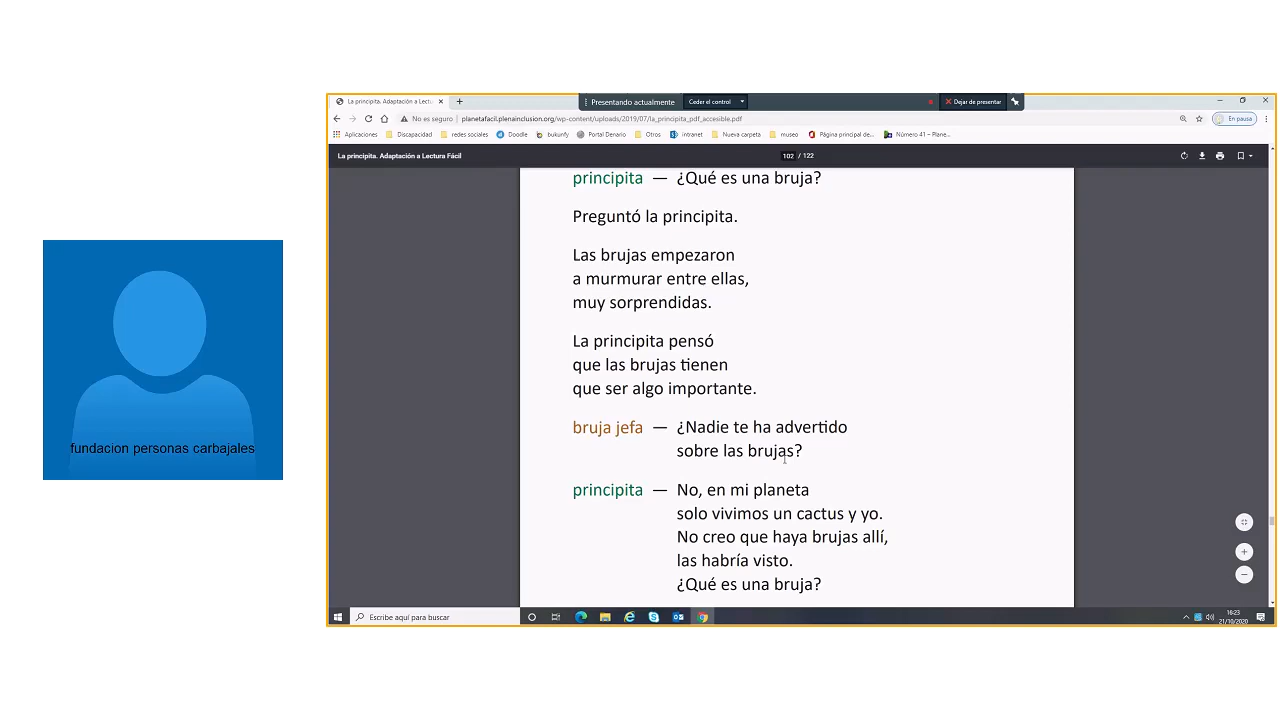 La principita. Adaptación a Lectu
Presentando actualmente
Ceder el control
Dejar de presentar
No es seguro
planetafacil.plenainclusion.org/wp-content/uploads/2019/07/la_principita_pdf_accesible.pdf
En pausa
Aplicaciones
Discapacidad
redes sociales
Doodle
bukunfy
Portal Denario
Otros
intranet
Nueva carpeta
museo
Página principal de...
Número 41 – Plane...
La principita. Adaptación a Lectura Fácil
102 / 122
principita — ¿Qué es una bruja?
Preguntó la principita.
Las brujas empezaron
a murmurar entre ellas,
muy sorprendidas.
La principita pensó
que las brujas tienen
que ser algo importante.
bruja jefa — ¿Nadie te ha advertido
sobre las brujas?
principita — No, en mi planeta
solo vivimos un cactus y yo.
No creo que haya brujas allí,
las habría visto.
¿Qué es una bruja?
fundacion personas carbajales
Escribe aquí para buscar
16:23
21/10/2020